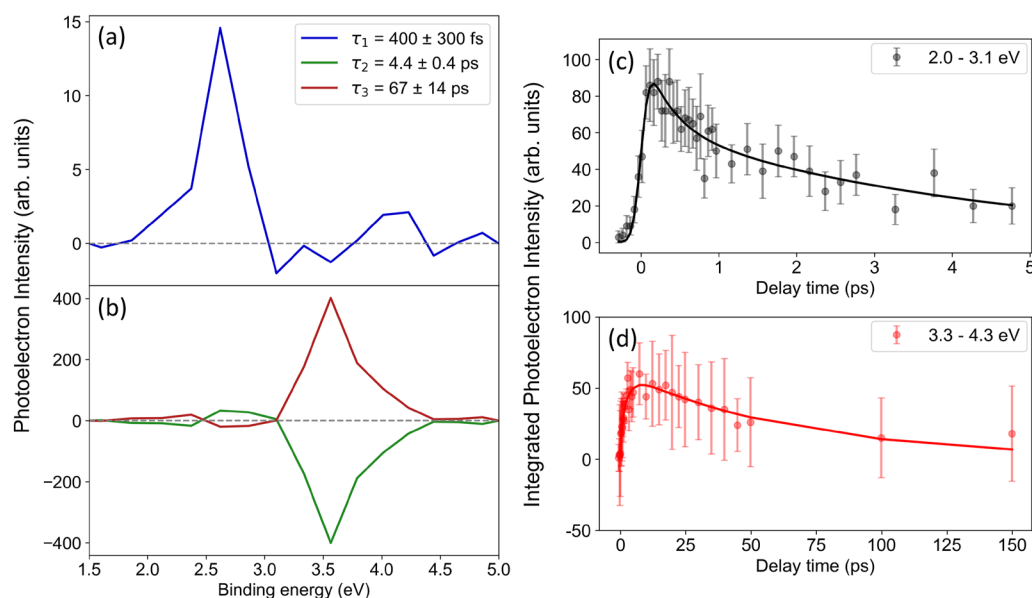 (a)
τ₁ = 400 ± 300 fs
τ₂ = 4.4 ± 0.4 ps
τ₃ = 67 ± 14 ps
15
10
5
0
(b)
400
200
0
-200
-400
1.5 2.0 2.5 3.0 3.5 4.0 4.5 5.0
Binding energy (eV)
Photoelectron Intensity (arb. units)
(c)
2.0 - 3.1 eV
100
80
60
40
20
0
0 1 2 3 4 5
Delay time (ps)
(d)
3.3 - 4.3 eV
100
50
0
-50
0 25 50 75 100 125 150
Delay time (ps)
Integrated Photoelectron Intensity (arb. units)